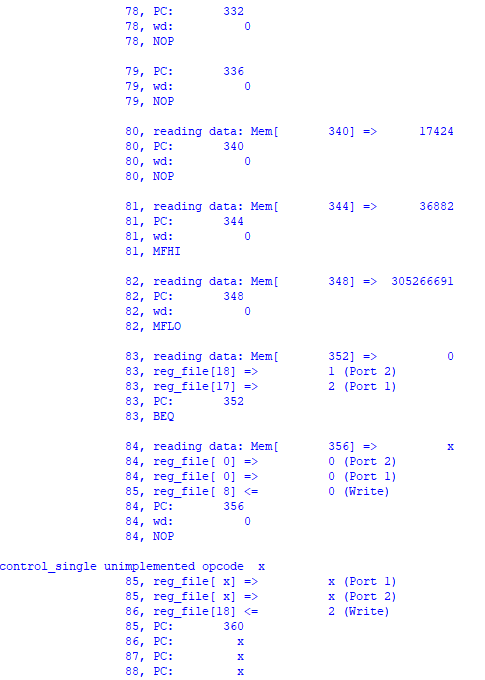 78, PC: 332
78, wd: 0
78, NOP
79, PC: 336
79, wd: 0
79, NOP
80, reading data: Mem[ 340] => 17424
80, PC: 340
80, wd: 0
80, NOP
81, reading data: Mem[ 344] => 36882
81, PC: 344
81, wd: 0
81, MFHI
82, reading data: Mem[ 348] => 305266691
82, PC: 348
82, wd: 0
82, MFLO
83, reading data: Mem[ 352] => 0
83, reg_file[18] => 1 (Port 2)
83, reg_file[17] => 2 (Port 1)
83, PC: 352
83, BEQ
84, reading data: Mem[ 356] => x
84, reg_file[ 0] => 0 (Port 2)
84, reg_file[ 0] => 0 (Port 1)
85, reg_file[ 8] <= 0 (Write)
84, PC: 356
84, wd: 0
84, NOP
control_single unimplemented opcode x
85, reg_file[ x] => x (Port 1)
85, reg_file[ x] => x (Port 2)
86, reg_file[18] <= 2 (Write)
85, PC: 360
86, PC: x
87, PC: x
88, PC: x